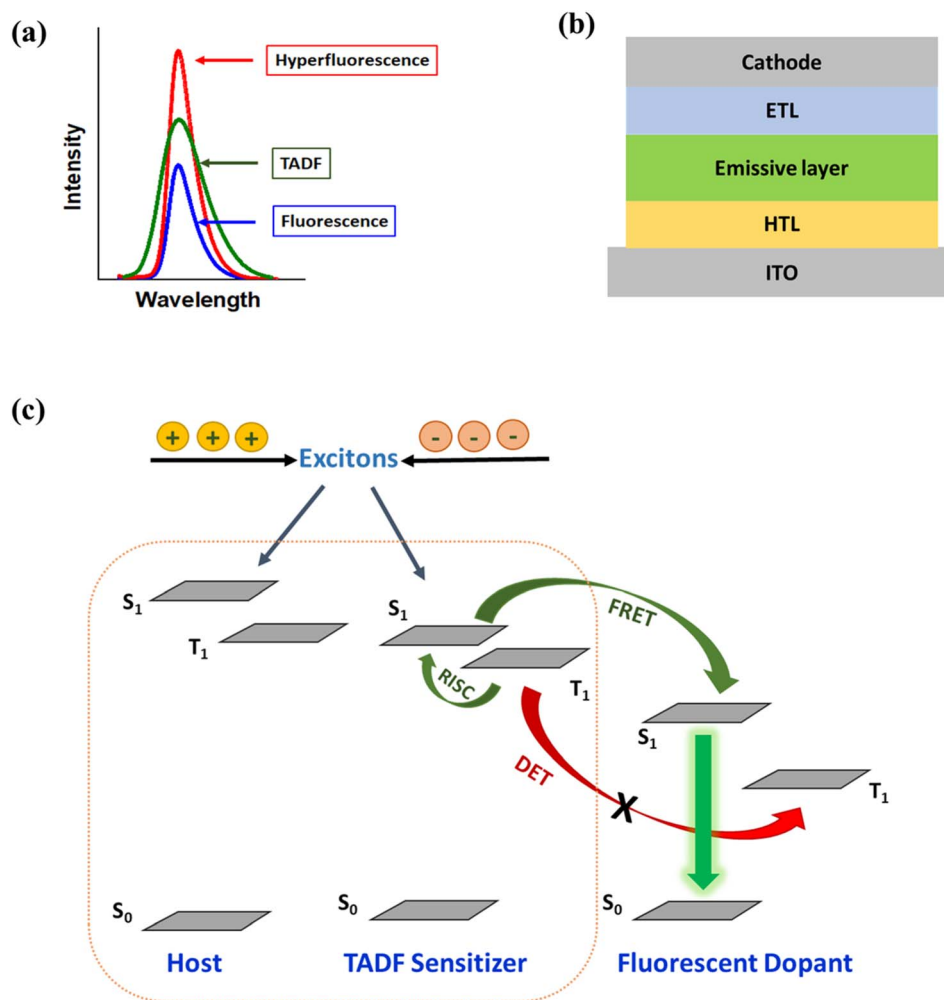 (a)
Hyperfluorescence
TADF
Fluorescence
Intensity
Wavelength
(b)
Cathode
ETL
Emissive layer
HTL
ITO
(c)
+ + + Excitons - - -
S₁
T₁
S₁
T₁
RISC
FRET
DET
X
S₁
T₁
S₀
S₀
S₀
Host
TADF Sensitizer
Fluorescent Dopant